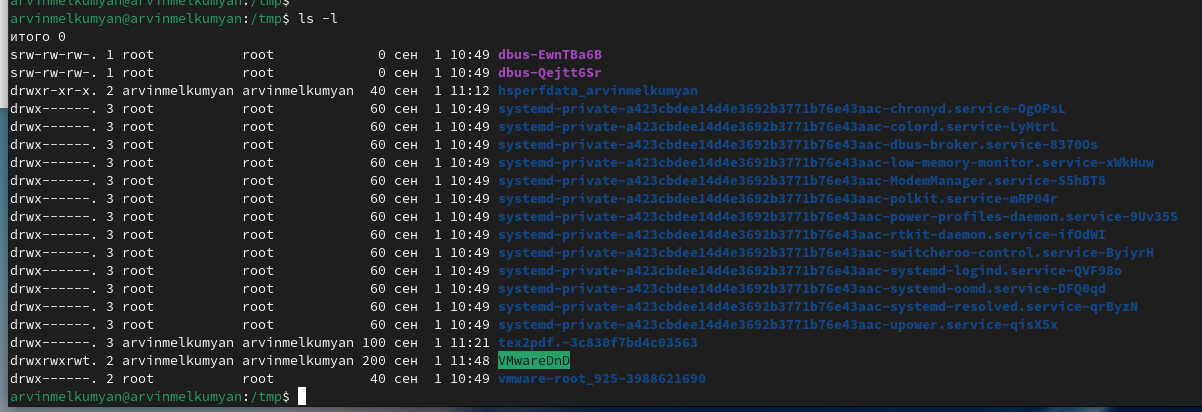 arvinmelkumyan@arvinmelkumyan:/tmp$
arvinmelkumyan@arvinmelkumyan:/tmp$ ls -l
итого 0
srw-rw-rw-. 1 root root 0 сен 1 10:49 dbus-EwnTBa6B
srw-rw-rw-. 1 root root 0 сен 1 10:49 dbus-Qejtt6Sr
drwxr-xr-x. 2 arvinmelkumyan arvinmelkumyan 40 сен 1 11:12 hsperfdata_arvinmelkumyan
drwx------. 3 root root 60 сен 1 10:49 systemd-private-a423cbdee14d4e3692b3771b76e43aac-chronyd.service-OgOPsL
drwx------. 3 root root 60 сен 1 10:49 systemd-private-a423cbdee14d4e3692b3771b76e43aac-colord.service-LyMtrL
drwx------. 3 root root 60 сен 1 10:49 systemd-private-a423cbdee14d4e3692b3771b76e43aac-dbus-broker.service-8370Os
drwx------. 3 root root 60 сен 1 10:49 systemd-private-a423cbdee14d4e3692b3771b76e43aac-low-memory-monitor.service-xWkHuw
drwx------. 3 root root 60 сен 1 10:49 systemd-private-a423cbdee14d4e3692b3771b76e43aac-ModemManager.service-S5hBT8
drwx------. 3 root root 60 сен 1 10:49 systemd-private-a423cbdee14d4e3692b3771b76e43aac-polkit.service-mRP04r
drwx------. 3 root root 60 сен 1 10:49 systemd-private-a423cbdee14d4e3692b3771b76e43aac-power-profiles-daemon.service-9Uv35S
drwx------. 3 root root 60 сен 1 10:49 systemd-private-a423cbdee14d4e3692b3771b76e43aac-rtkit-daemon.service-ifOdWI
drwx------. 3 root root 60 сен 1 10:49 systemd-private-a423cbdee14d4e3692b3771b76e43aac-switcheroo-control.service-ByiyrH
drwx------. 3 root root 60 сен 1 10:49 systemd-private-a423cbdee14d4e3692b3771b76e43aac-systemd-logind.service-QVF98o
drwx------. 3 root root 60 сен 1 10:49 systemd-private-a423cbdee14d4e3692b3771b76e43aac-systemd-oomd.service-DFQ0qd
drwx------. 3 root root 60 сен 1 10:49 systemd-private-a423cbdee14d4e3692b3771b76e43aac-systemd-resolved.service-qrByzN
drwx------. 3 root root 60 сен 1 10:49 systemd-private-a423cbdee14d4e3692b3771b76e43aac-upower.service-qisX5x
drwx------. 3 arvinmelkumyan arvinmelkumyan 100 сен 1 11:21 tex2pdf.-3c830f7bd4c03563
drwxrwxrwt. 2 arvinmelkumyan arvinmelkumyan 200 сен 1 11:48 VMwareDnD
drwx------. 2 root root 40 сен 1 10:49 vmware-root_925-3988621690
arvinmelkumyan@arvinmelkumyan:/tmp$